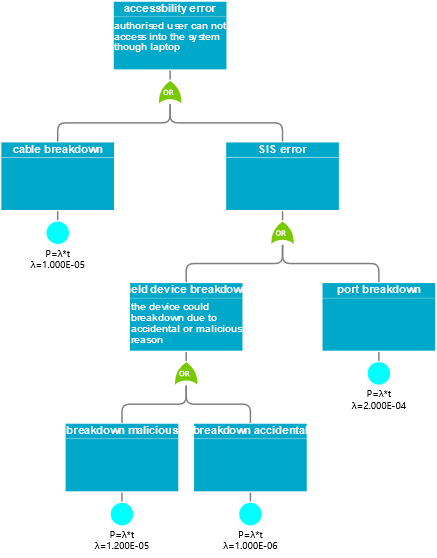 accessbility error
authorised user can not
access into the system
though laptop
OR
cable breakdown
SIS error
P=λ*t
λ=1.000E-05
OR
ield device breakdown
port breakdown
the device could
breakdown due to
accidental or malicious
reason
OR
P=λ*t
λ=2.000E-04
breakdown malicious
breakdown accidental
P=λ*t
λ=1.200E-05
P=λ*t
λ=1.000E-06